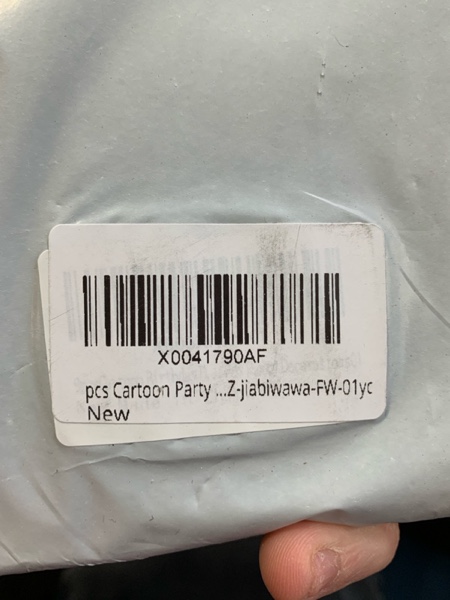 X0041790AF
pcs Cartoon Party ...Z-jiabiwawa-FW-01yc
New